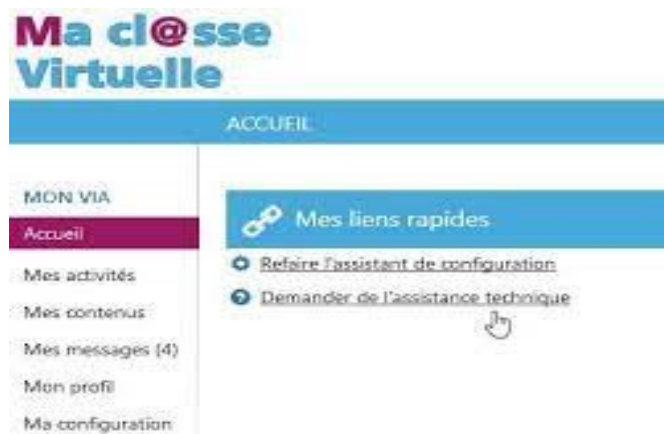 Ma cl@sse
Virtuelle
ACCUEIL
MON VIA
Accueil
Mes activités
Mes contenus
Mes messages (4)
Mon profil
Ma configuration
Mes liens rapides
Refaire l'assistant de configuration
Demander de l'assistance technique